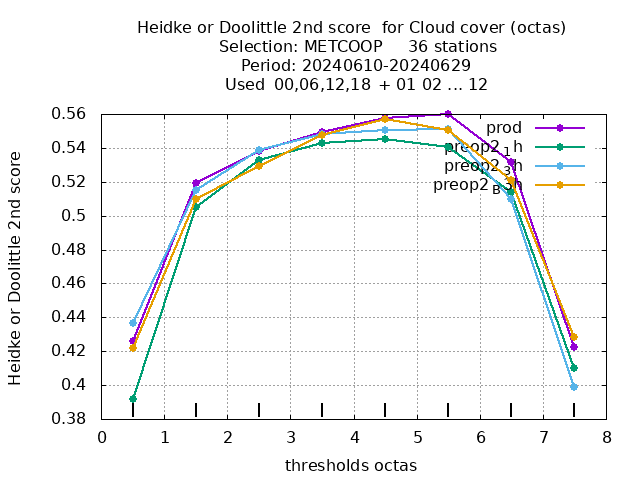 Heidke or Doolittle 2nd score  for Cloud cover (octas)
Selection: METCOOP     36 stations
Period: 20240610-20240629
Used  00,06,12,18  + 01 02 ... 12
Heidke or Doolittle 2nd score
0.56
0.54
0.52
0.5
0.48
0.46
0.44
0.42
0.4
0.38
prod
preop2₁h
preop2₃h
preop2_B3h
0 1 2 3 4 5 6 7 8
thresholds octas